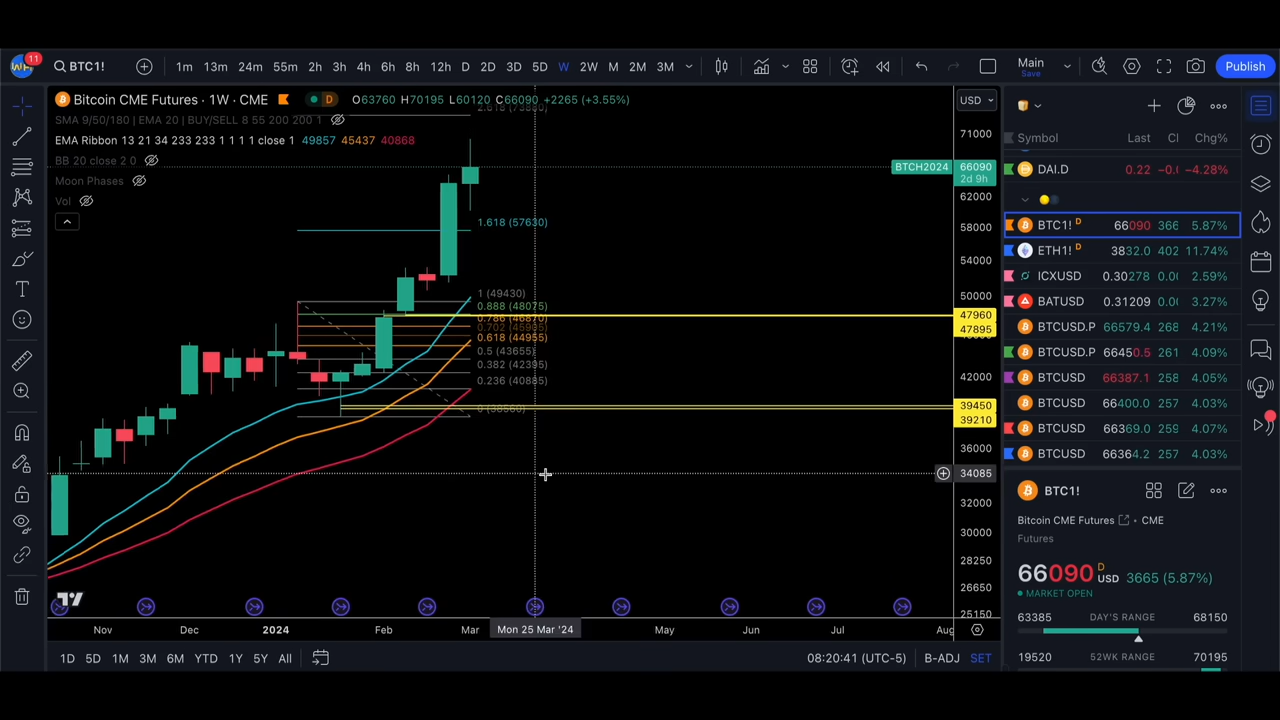 11
BTC1!
1m 13m 24m 55m 2h 3h 4h 6h 8h 12h D 2D 3D 5D W 2W M 2M 3M
Main
Save
Publish
Bitcoin CME Futures · 1W · CME D O63760 H70195 L60120 C66090 +2265 (+3.55%)
SMA 9/50/180 | EMA 20 | BUY/SELL 8 55 200 200 1
EMA Ribbon 13 21 34 233 233 1 1 1 1 close 1 49857 45437 40868
BB 20 close 2 0
Moon Phases
Vol
1.618 (57630)
1 (49430)
0.888 (48075)
0.786 (46870)
0.702 (45905)
0.618 (44955)
0.5 (43655)
0.382 (42395)
0.236 (40885)
0 (38560)
USD
71000
BTCH2024 66090
2d 9h
62000
58000
54000
50000
47960
47895
42000
39450
39210
36000
34085
32000
30000
28250
26650
25150
Nov Dec 2024 Feb Mar Mon 25 Mar '24 May Jun Jul Aug
1D 5D 1M 3M 6M YTD 1Y 5Y All
08:20:41 (UTC-5) B-ADJ SET
Symbol Last Chg%
DAI.D 0.22 −4.28%
BTC1! D 66090 366 5.87%
ETH1! D 3832.0 402 11.74%
ICXUSD 0.30278 0.00 2.59%
BATUSD 0.31209 0.00 3.27%
BTCUSD.P 66579.4 268 4.21%
BTCUSD.P 66450.5 261 4.09%
BTCUSD 66387.1 258 4.05%
BTCUSD 66400.0 257 4.03%
BTCUSD 66369.0 259 4.07%
BTCUSD 66364.2 257 4.03%
BTC1!
Bitcoin CME Futures · CME
Futures
66090 D USD 3665 (5.87%)
MARKET OPEN
63385 DAY'S RANGE 68150
19520 52WK RANGE 70195